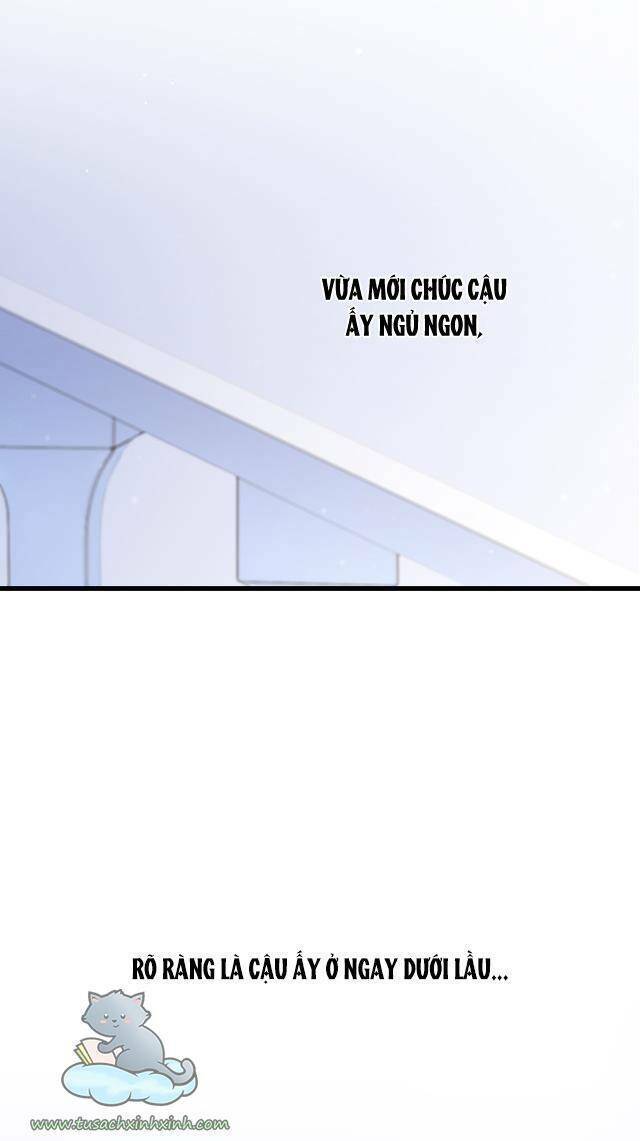 VỪA MỚI CHÚC CẬU
ẤY NGỦ NGON,
RÕ RÀNG LÀ CẬU ẤY Ở NGAY DƯỚI LẦU...
www.tusachxinhxinh.com